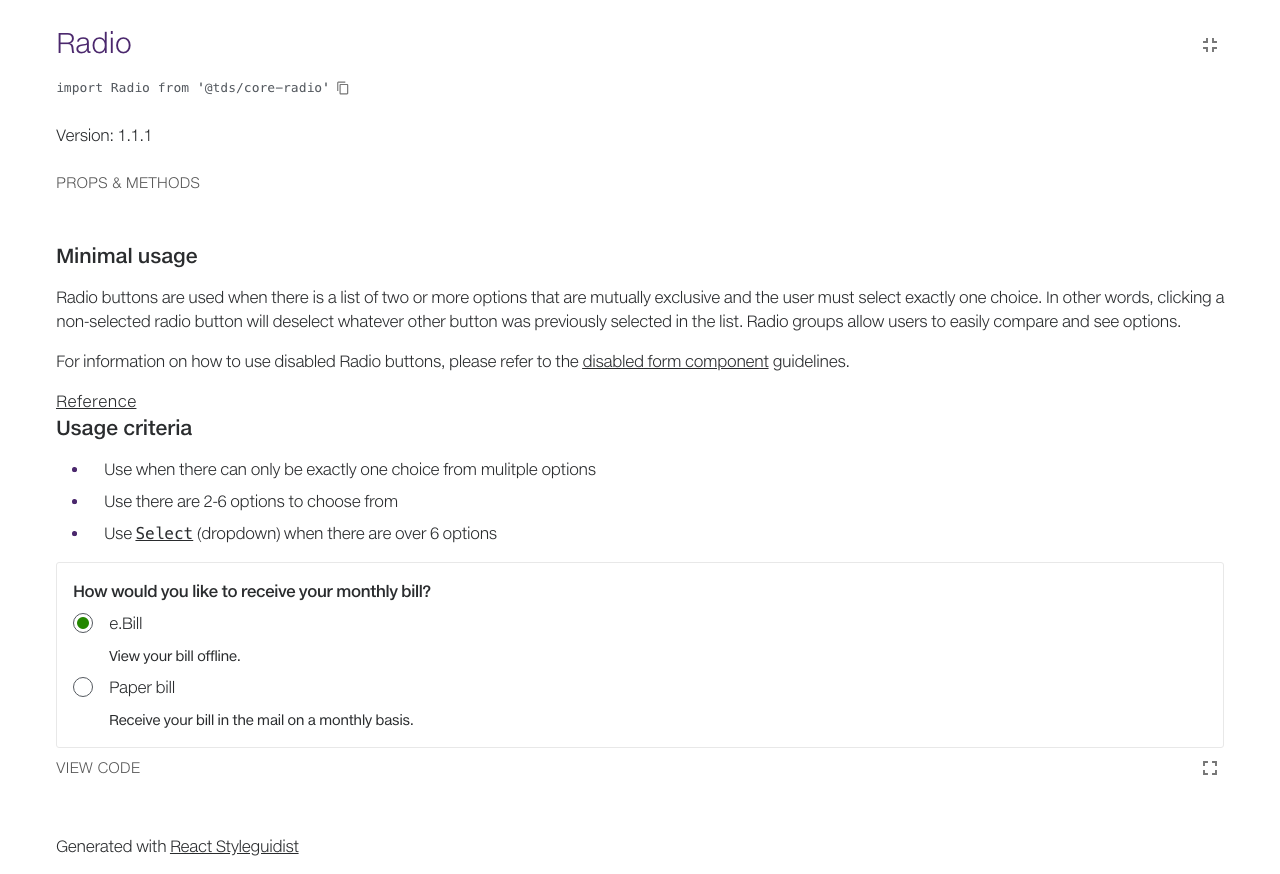 Radio
import Radio from '@tds/core-radio'
Version: 1.1.1
PROPS & METHODS
Minimal usage
Radio buttons are used when there is a list of two or more options that are mutually exclusive and the user must select exactly one choice. In other words, clicking a
non-selected radio button will deselect whatever other button was previously selected in the list. Radio groups allow users to easily compare and see options.
For information on how to use disabled Radio buttons, please refer to the disabled form component guidelines.
Reference
Usage criteria
Use when there can only be exactly one choice from mulitple options
Use there are 2-6 options to choose from
Use Select (dropdown) when there are over 6 options
How would you like to receive your monthly bill?
e.Bill
View your bill offline.
Paper bill
Receive your bill in the mail on a monthly basis.
VIEW CODE
Generated with React Styleguidist